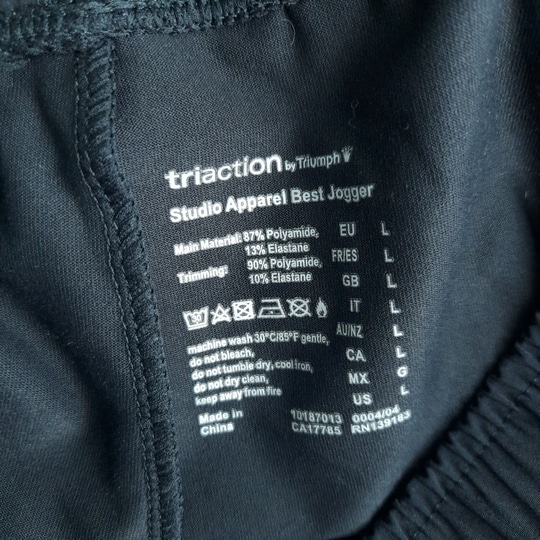 triaction by Triumph
Studio Apparel Best Jogger
Main Material: 87% Polyamide,
13% Elastane
Trimming: 90% Polyamide,
10% Elastane
EU L
FR/ES L
GB L
IT L
AU/NZ L
CA L
MX G
US L
30
machine wash 30°C/85°F gentle,
do not bleach,
do not tumble dry, cool iron,
do not dry clean,
keep away from fire
Made in
China
10187013 0004/04
CA17765 RN139163